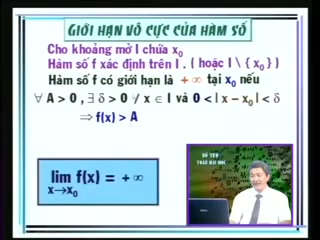 GIỚI HẠN VÔ CỰC CỦA HÀM SỐ
Cho khoảng mở I chứa x₀
Hàm số f xác định trên I . ( hoặc I \ { x₀ } )
Hàm số f có giới hạn là + ∞ tại x₀ nếu
∀ A > 0 , ∃ δ > 0 ⁄ x ∈ I và 0 < | x - x₀ | < δ
⇒ f(x) > A
lim f(x) = + ∞
x→x₀